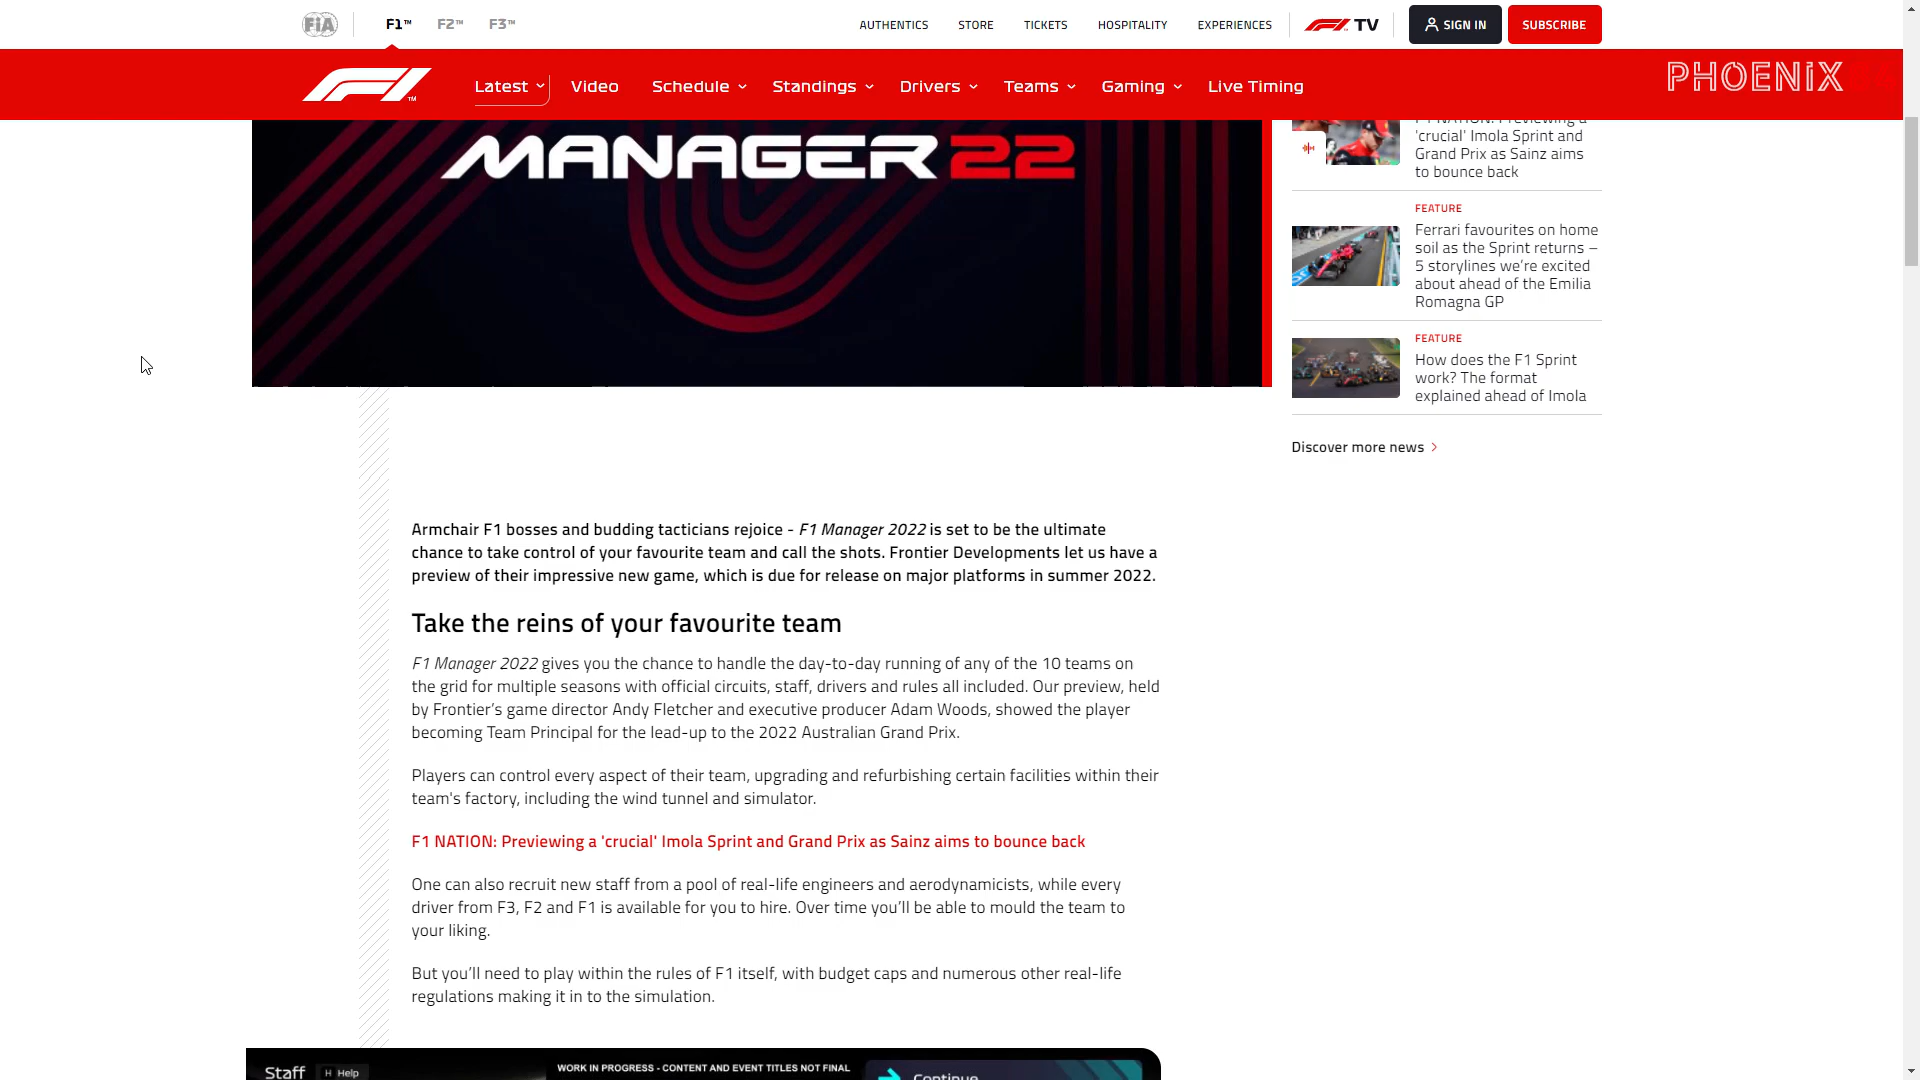 FiA
F1™
F2™
F3™
AUTHENTICS
STORE
TICKETS
HOSPITALITY
EXPERIENCES
F1 TV
SIGN IN
SUBSCRIBE
F1
Latest
Video
Schedule
Standings
Drivers
Teams
Gaming
Live Timing
PHOENiX
MANAGER 22
F1 NATION: Previewing a
'crucial' Imola Sprint and
Grand Prix as Sainz aims
to bounce back
FEATURE
Ferrari favourites on home
soil as the Sprint returns –
5 storylines we’re excited
about ahead of the Emilia
Romagna GP
FEATURE
How does the F1 Sprint
work? The format
explained ahead of Imola
Discover more news
Armchair F1 bosses and budding tacticians rejoice - F1 Manager 2022 is set to be the ultimate
chance to take control of your favourite team and call the shots. Frontier Developments let us have a
preview of their impressive new game, which is due for release on major platforms in summer 2022.
Take the reins of your favourite team
F1 Manager 2022 gives you the chance to handle the day-to-day running of any of the 10 teams on
the grid for multiple seasons with official circuits, staff, drivers and rules all included. Our preview, held
by Frontier’s game director Andy Fletcher and executive producer Adam Woods, showed the player
becoming Team Principal for the lead-up to the 2022 Australian Grand Prix.
Players can control every aspect of their team, upgrading and refurbishing certain facilities within their
team's factory, including the wind tunnel and simulator.
F1 NATION: Previewing a 'crucial' Imola Sprint and Grand Prix as Sainz aims to bounce back
One can also recruit new staff from a pool of real-life engineers and aerodynamicists, while every
driver from F3, F2 and F1 is available for you to hire. Over time you’ll be able to mould the team to
your liking.
But you’ll need to play within the rules of F1 itself, with budget caps and numerous other real-life
regulations making it in to the simulation.
Staff
H Help
WORK IN PROGRESS - CONTENT AND EVENT TITLES NOT FINAL
Continue